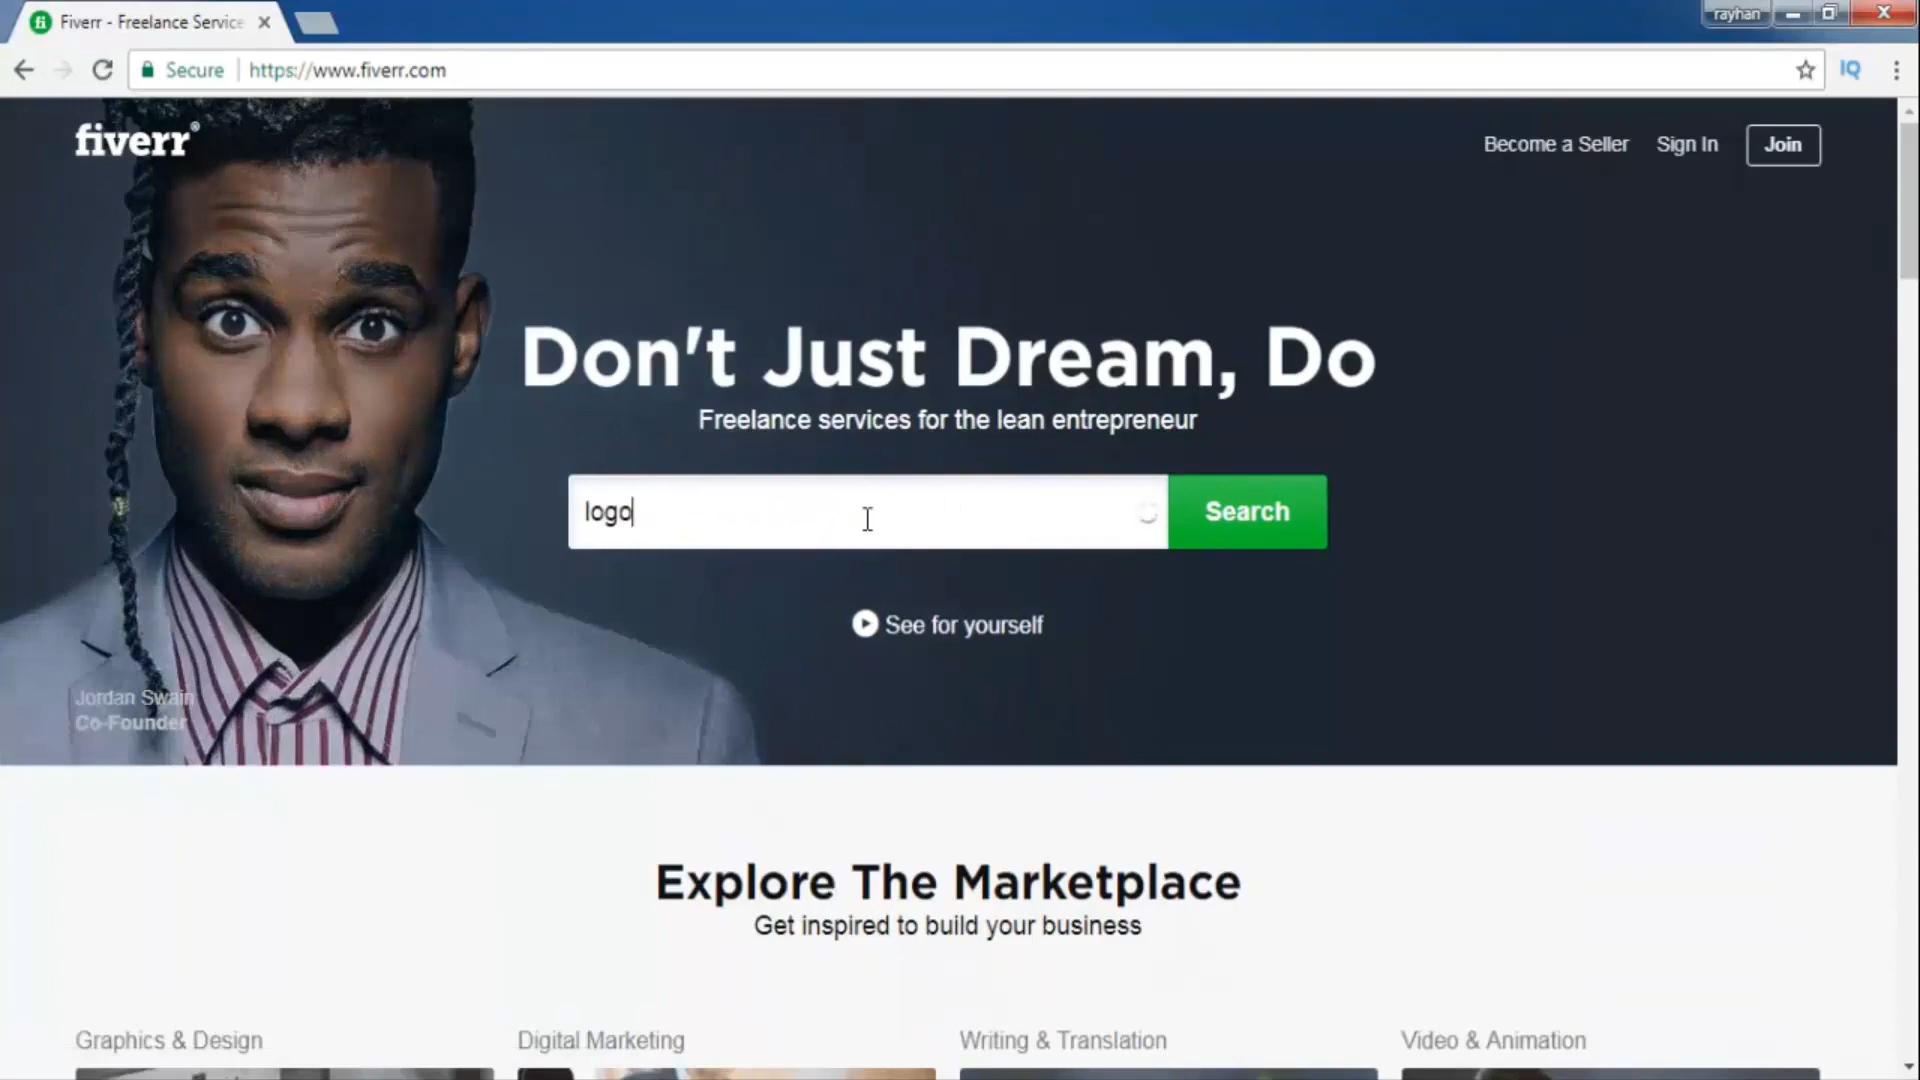 Fiverr - Freelance Service
rayhan
Secure
https://www.fiverr.com
IQ
fiverr®
Become a Seller
Sign In
Join
Don't Just Dream, Do
Freelance services for the lean entrepreneur
logo
Search
See for yourself
Jordan Swain
Co-Founder
Explore The Marketplace
Get inspired to build your business
Graphics & Design
Digital Marketing
Writing & Translation
Video & Animation